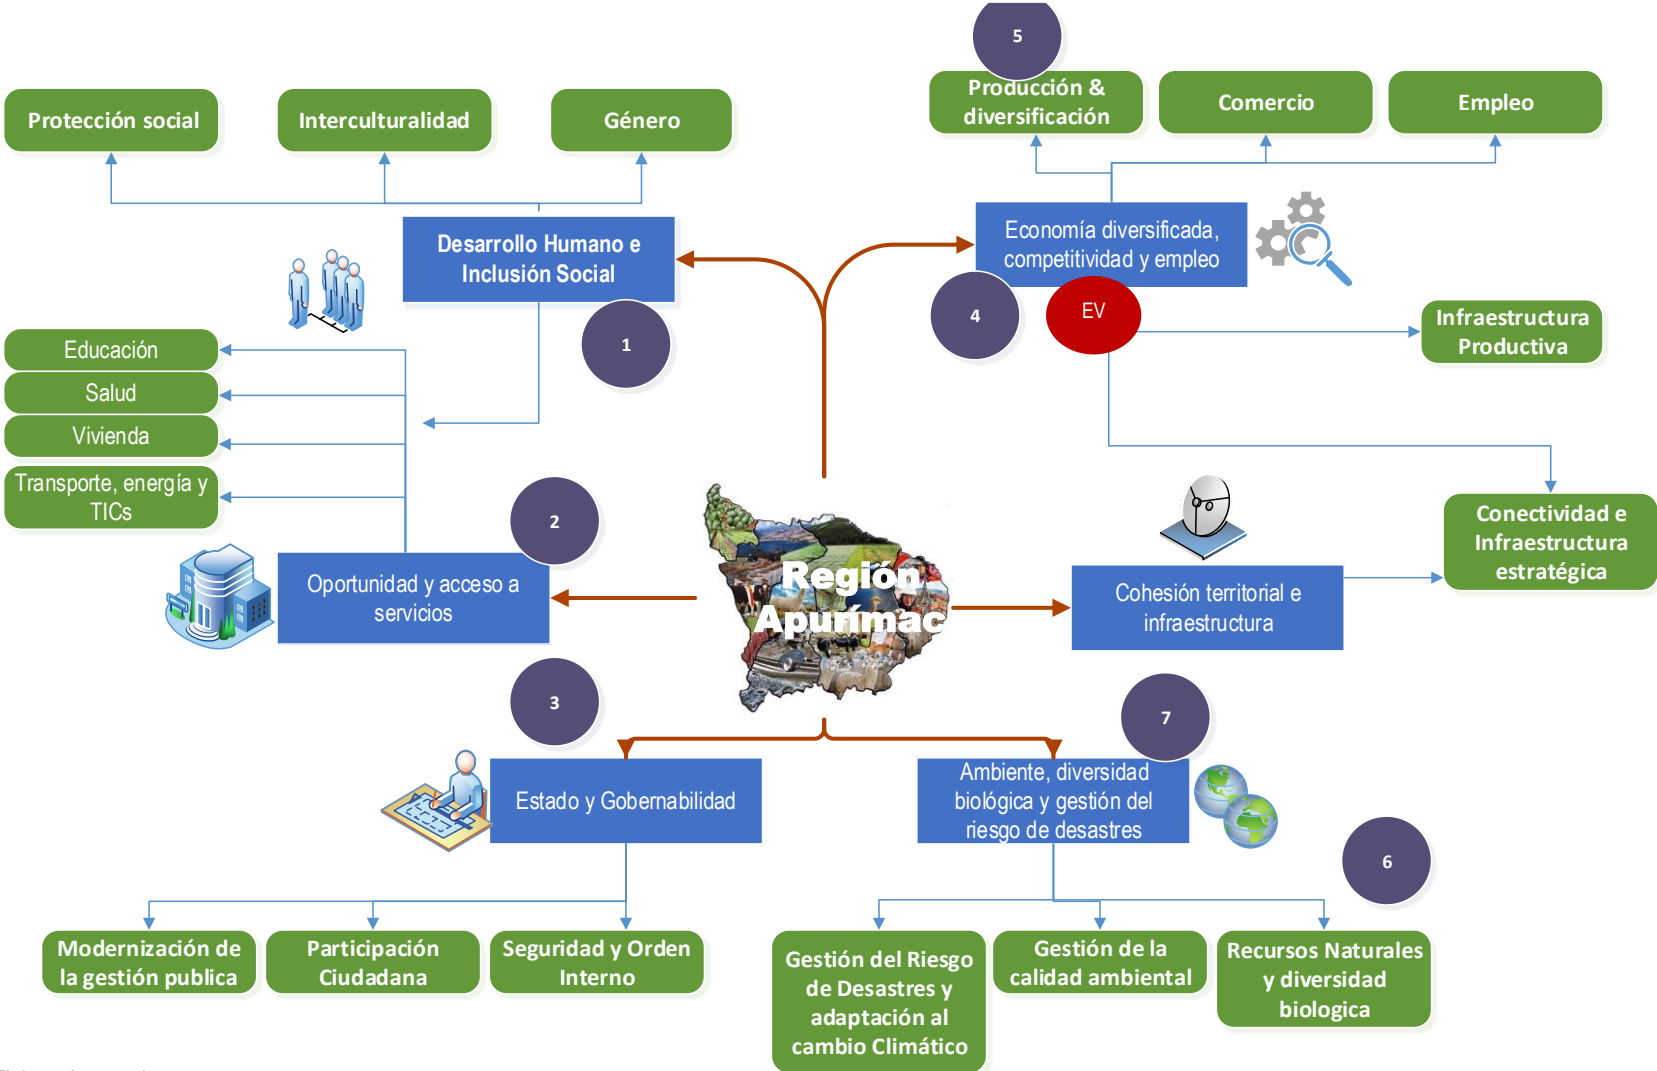 5
Protección social
Interculturalidad
Género
Producción &
diversificación
Comercio
Empleo
Desarrollo Humano e
Inclusión Social
Economía diversificada,
competitividad y empleo
4
EV
1
Infraestructura
Productiva
Educación
Salud
Vivienda
Transporte, energía y
TICs
2
Conectividad e
Infraestructura
estratégica
Oportunidad y acceso a
servicios
Región
Apurímac
Cohesión territorial e
infraestructura
3
7
Estado y Gobernabilidad
Ambiente, diversidad
biológica y gestión del
riesgo de desastres
6
Modernización de
la gestión publica
Participación
Ciudadana
Seguridad y Orden
Interno
Gestión del Riesgo
de Desastres y
adaptación al
cambio Climático
Gestión de la
calidad ambiental
Recursos Naturales
y diversidad
biologica